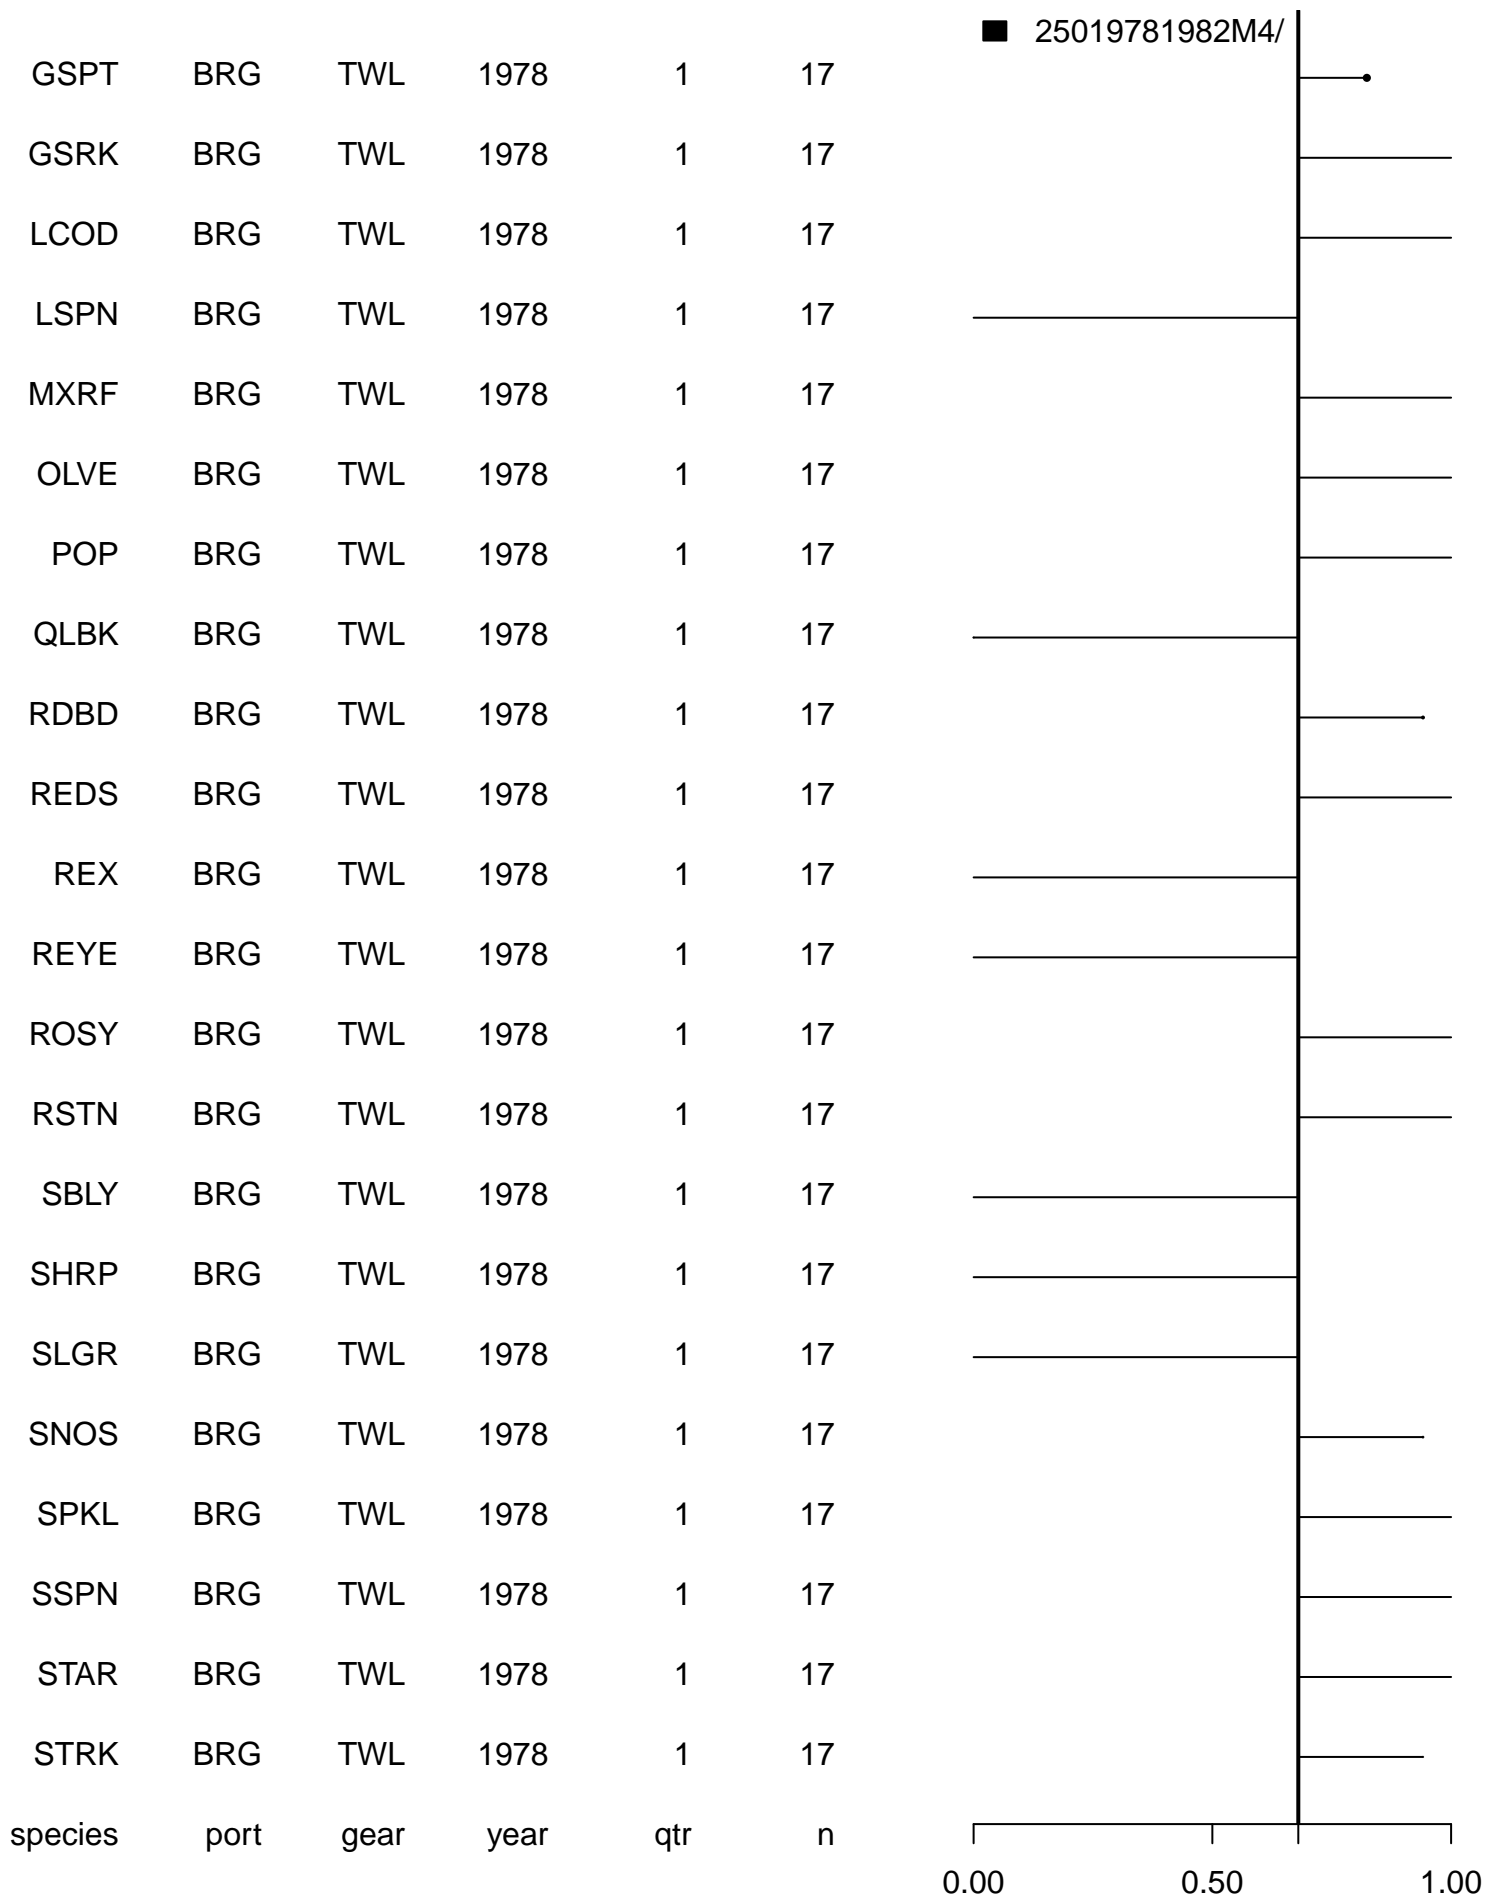 25019781982M4/
GSPT BRG TWL 1978 1 17
GSRK BRG TWL 1978 1 17
LCOD BRG TWL 1978 1 17
LSPN BRG TWL 1978 1 17
MXRF BRG TWL 1978 1 17
OLVE BRG TWL 1978 1 17
POP BRG TWL 1978 1 17
QLBK BRG TWL 1978 1 17
RDBD BRG TWL 1978 1 17
REDS BRG TWL 1978 1 17
REX BRG TWL 1978 1 17
REYE BRG TWL 1978 1 17
ROSY BRG TWL 1978 1 17
RSTN BRG TWL 1978 1 17
SBLY BRG TWL 1978 1 17
SHRP BRG TWL 1978 1 17
SLGR BRG TWL 1978 1 17
SNOS BRG TWL 1978 1 17
SPKL BRG TWL 1978 1 17
SSPN BRG TWL 1978 1 17
STAR BRG TWL 1978 1 17
STRK BRG TWL 1978 1 17
species port gear year qtr n
0.00 0.50 1.00